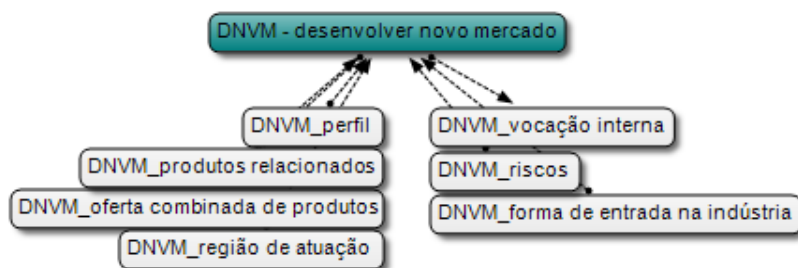 DNVM - desenvolver novo mercado
DNVM_perfil
DNVM_produtos relacionados
DNVM_oferta combinada de produtos
DNVM_região de atuação
DNVM_vocação interna
DNVM_riscos
DNVM_forma de entrada na indústria